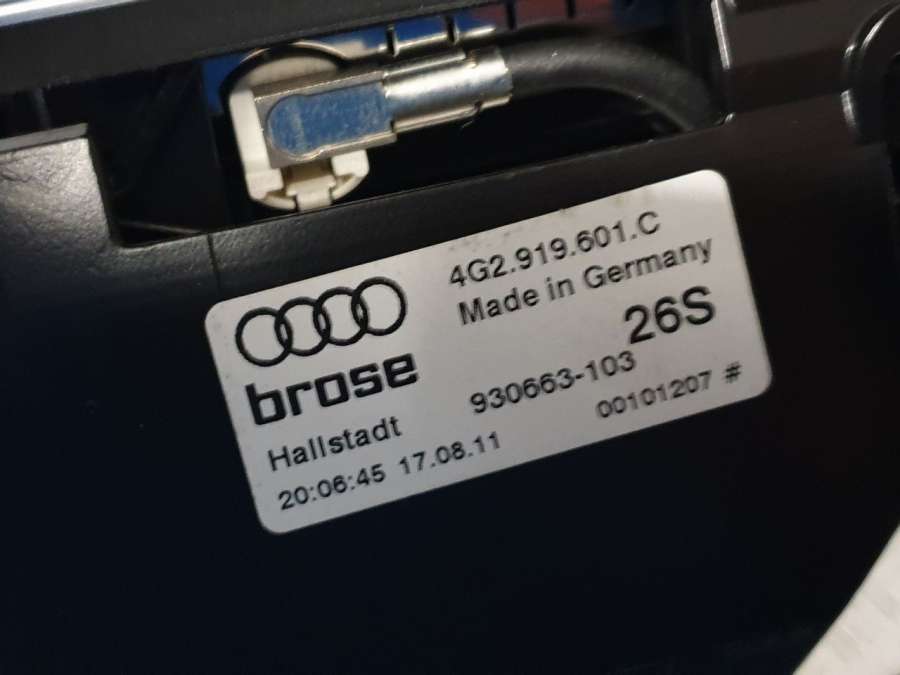 4G2.919.601.C
Made in Germany
26S
brose
930663-103
Hallstadt
00101207 #
20:06:45 17.08.11